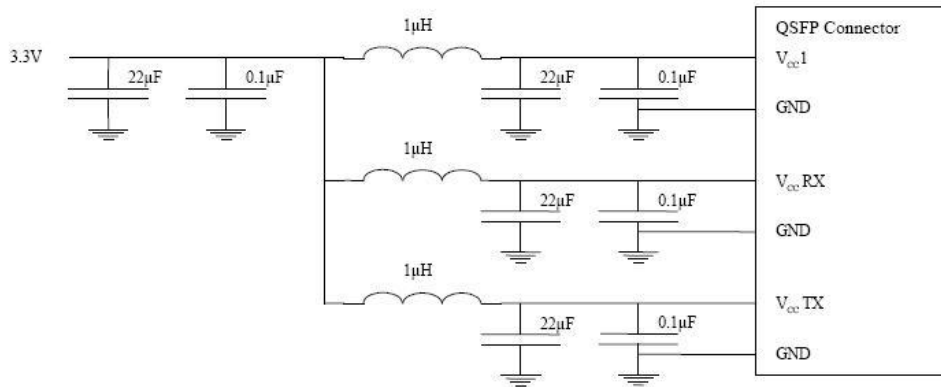 1μH
QSFP Connector
3.3V
22μF
0.1μF
22μF
0.1μF
Vcc1
GND
1μH
22μF
0.1μF
Vcc RX
GND
1μH
22μF
0.1μF
Vcc TX
GND